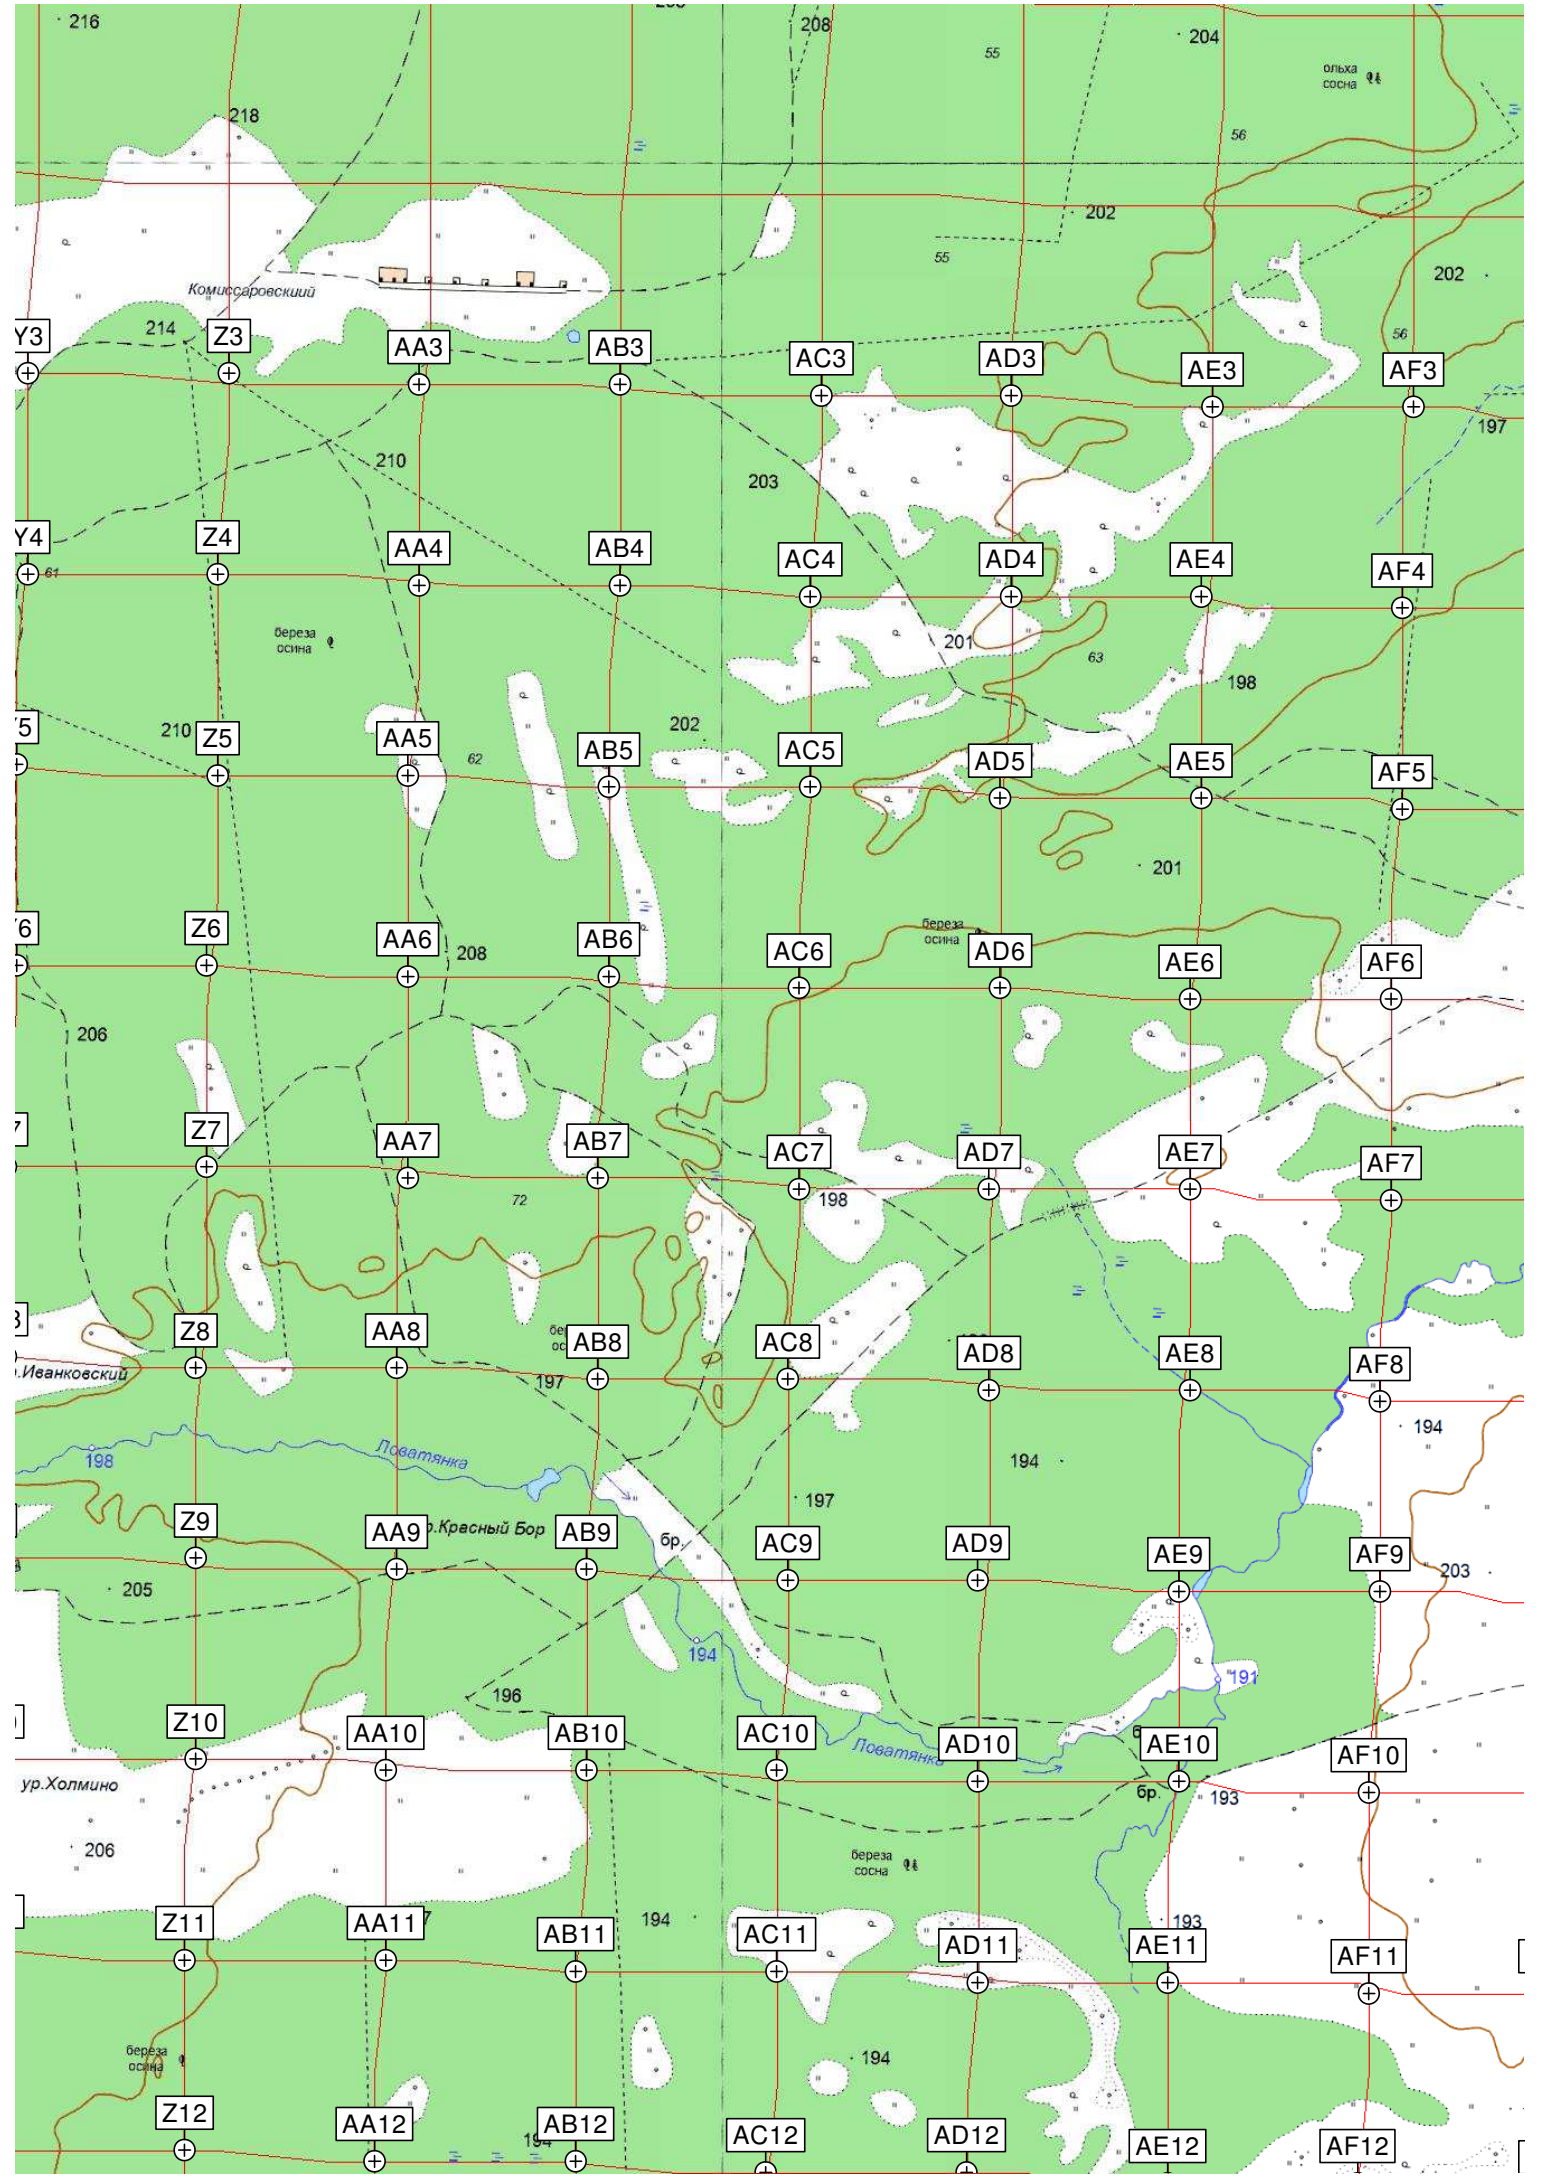 216
208
55
204
ольха
сосна
218
56
202
55
202
Комиссаровскиий
214
Y3
Z3
AA3
AB3
AC3
AD3
AE3
56
AF3
197
210
203
Y4
Z4
AA4
AB4
AC4
AD4
AE4
AF4
61
береза
осина
201
63
198
210
Z5
AA5
62
AB5
202
AC5
AD5
AE5
AF5
201
Z6
AA6
208
AB6
береза
осина
AC6
AD6
AE6
AF6
206
Z7
AA7
AB7
AC7
AD7
AE7
AF7
72
198
Z8
AA8
AB8
AC8
AD8
AE8
AF8
.Иванковский
197
194
198
Ловатянка
194
197
Z9
AA9
р.Красный Бор
AB9
бр.
AC9
AD9
AE9
AF9
203
205
194
191
196
Z10
AA10
AB10
AC10
Ловатянка
AD10
AE10
AF10
ур.Холмино
бр.
193
206
береза
сосна
Z11
AA11
AB11
194
AC11
AD11
193
AE11
AF11
береза
осина
194
Z12
AA12
194
AB12
AC12
AD12
AE12
AF12